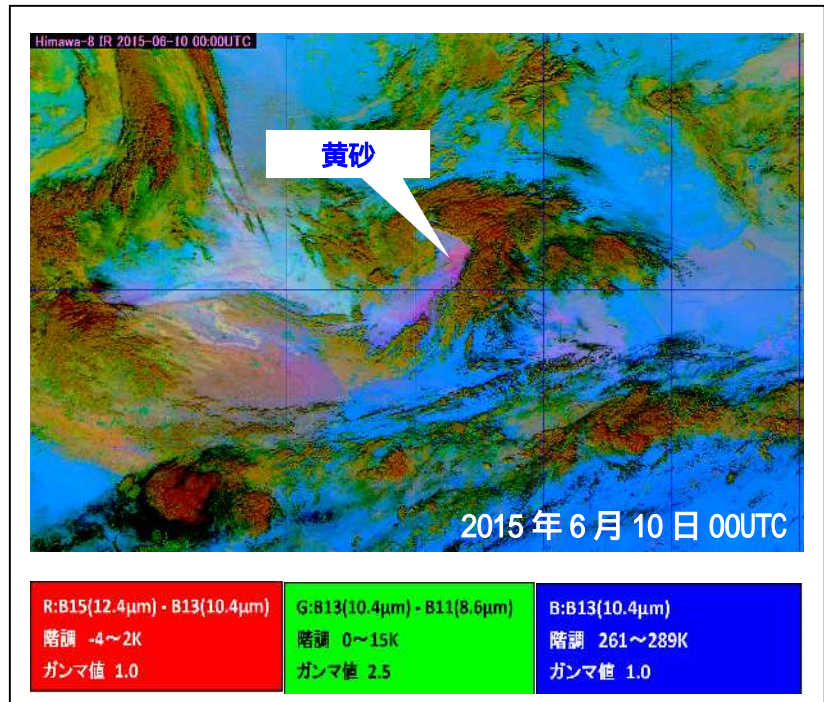 Himawa-8 IR 2015-06-10 00:00UTC
黄砂
2015 年 6 月 10 日 00UTC
R:B15(12.4μm) - B13(10.4μm)
階調 -4～2K
ガンマ値 1.0
G:B13(10.4μm) - B11(8.6μm)
階調 0～15K
ガンマ値 2.5
B:B13(10.4μm)
階調 261～289K
ガンマ値 1.0